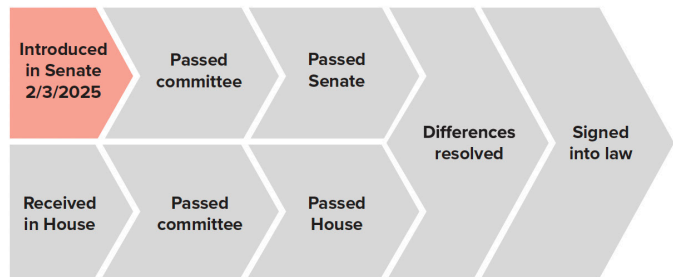 Introduced
in Senate
2/3/2025
Passed
committee
Passed
Senate
Differences
resolved
Signed
into law
Received
in House
Passed
committee
Passed
House